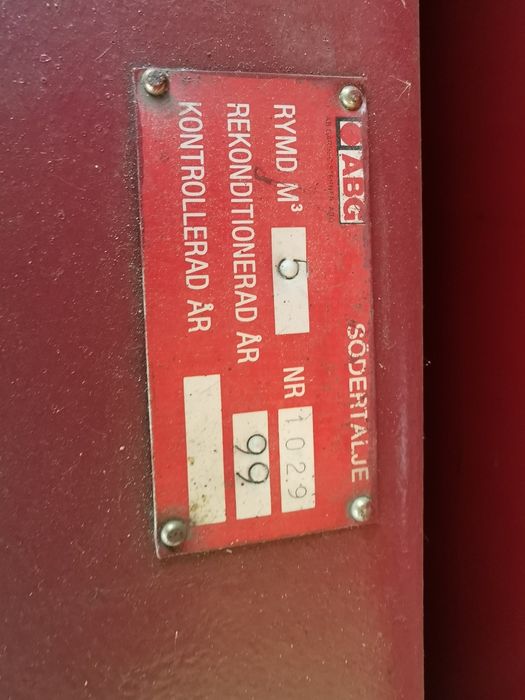 ABG SÖDERTÄLJE
RYMD M³ 5 NR 1029
REKONDITIONERAD ÅR 99
KONTROLLERAD ÅR